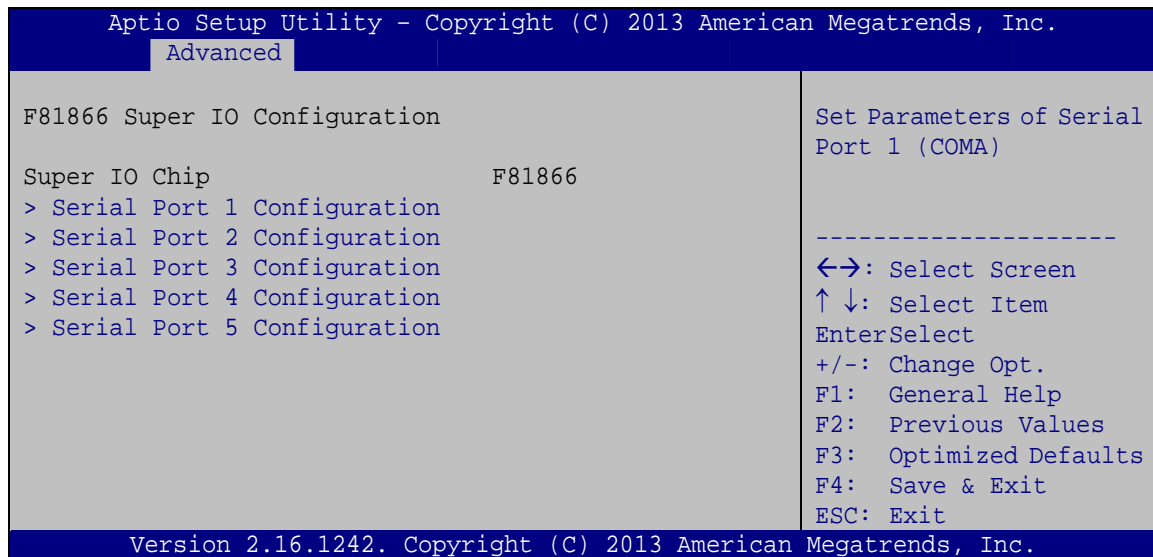 Aptio Setup Utility – Copyright (C) 2013 American Megatrends, Inc.
Advanced
F81866 Super IO Configuration
Super IO Chip F81866
> Serial Port 1 Configuration
> Serial Port 2 Configuration
> Serial Port 3 Configuration
> Serial Port 4 Configuration
> Serial Port 5 Configuration
Set Parameters of Serial
Port 1 (COMA)
---------------------
←→: Select Screen
↑ ↓: Select Item
EnterSelect
+/-: Change Opt.
F1: General Help
F2: Previous Values
F3: Optimized Defaults
F4: Save & Exit
ESC: Exit
Version 2.16.1242. Copyright (C) 2013 American Megatrends, Inc.